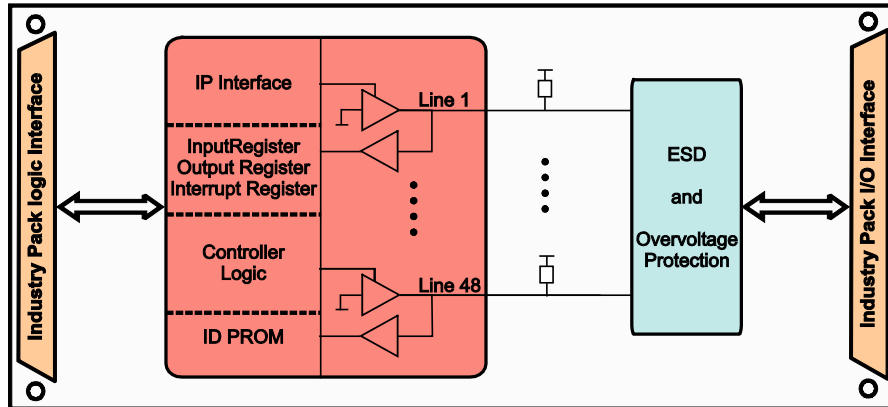 Industry Pack logic Interface
IP Interface
InputRegister
Output Register
Interrupt Register
Controller
Logic
ID PROM
Line 1
Line 48
ESD
and
Overvoltage
Protection
Industry Pack I/O Interface